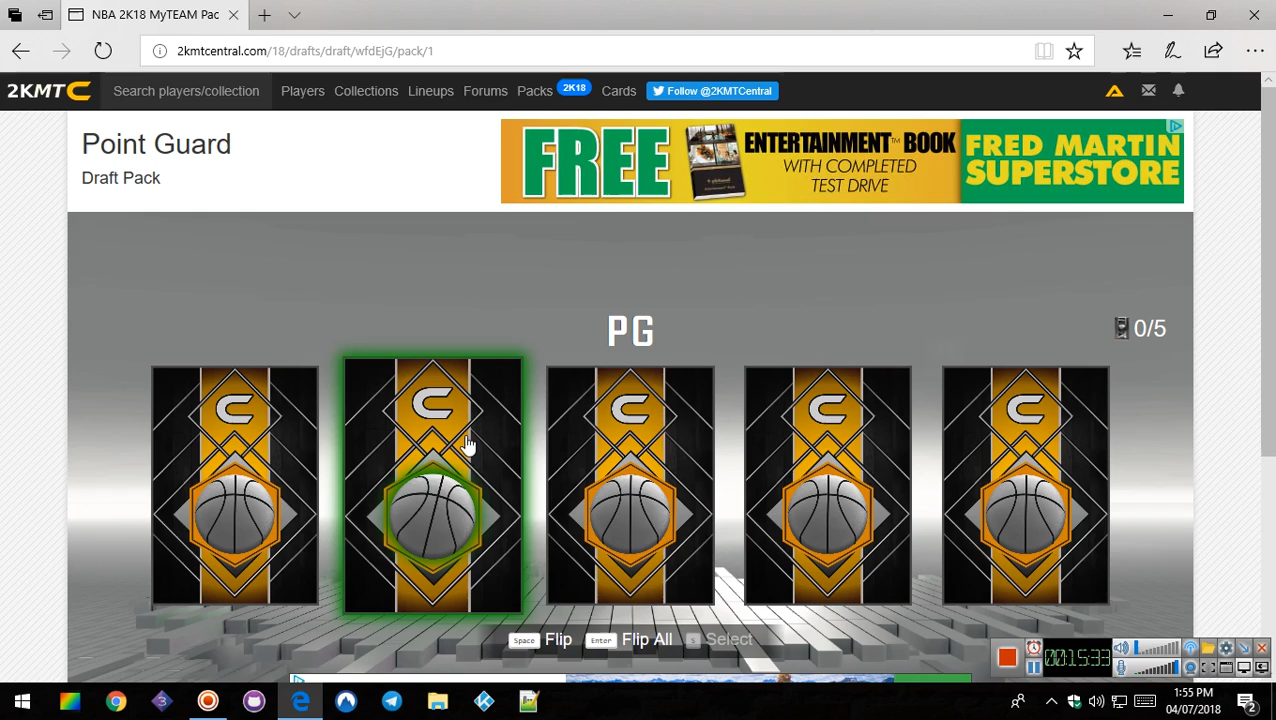 NBA 2K18 MyTEAM Pac
2kmtcentral.com/18/drafts/draft/wfdEjG/pack/1
2KMTC
Search players/collection
Players
Collections
Lineups
Forums
Packs
2K18
Cards
Follow @2KMTCentral
Point Guard
Draft Pack
FREE
ENTERTAINMENT™ BOOK
WITH COMPLETED
TEST DRIVE
FRED MARTIN
SUPERSTORE
PG
0/5
C
C
C
C
C
Space Flip
Enter Flip All
S Select
00:15:33
1:55 PM
04/07/2018
2